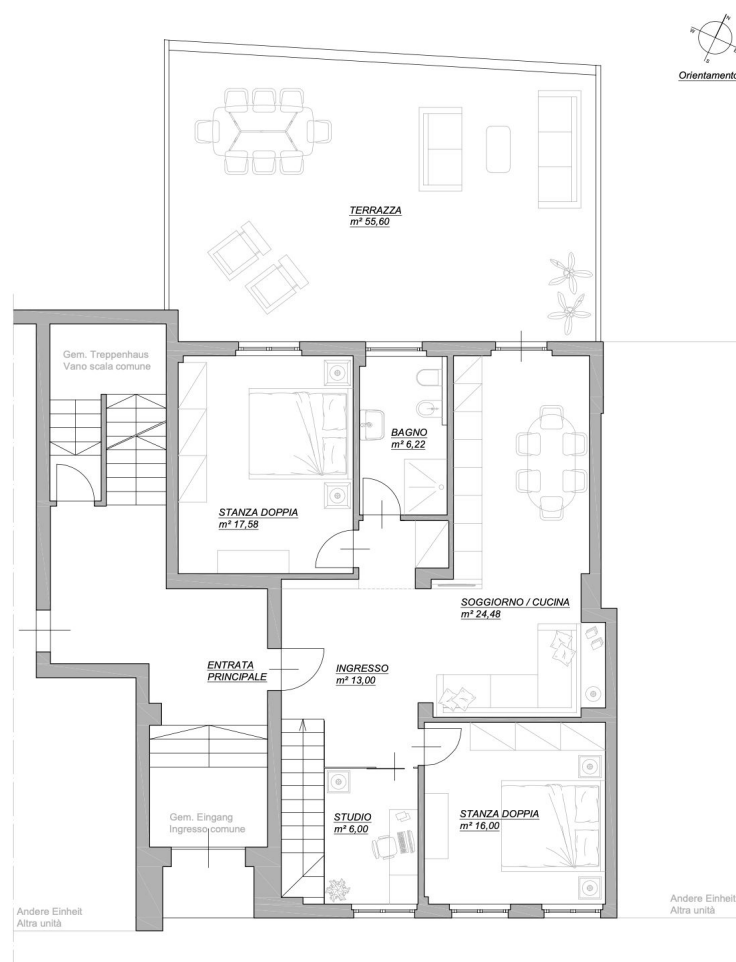 N
S
Orientamento
TERRAZZA
m² 55,60
Gem. Treppenhaus
Vano scala comune
BAGNO
m² 6,22
STANZA DOPPIA
m² 17,58
SOGGIORNO / CUCINA
m² 24,48
ENTRATA
PRINCIPALE
INGRESSO
m² 13,00
Gem. Eingang
Ingresso comune
STUDIO
m² 6,00
STANZA DOPPIA
m² 16,00
Andere Einheit
Altra unità
Andere Einheit
Altra unità